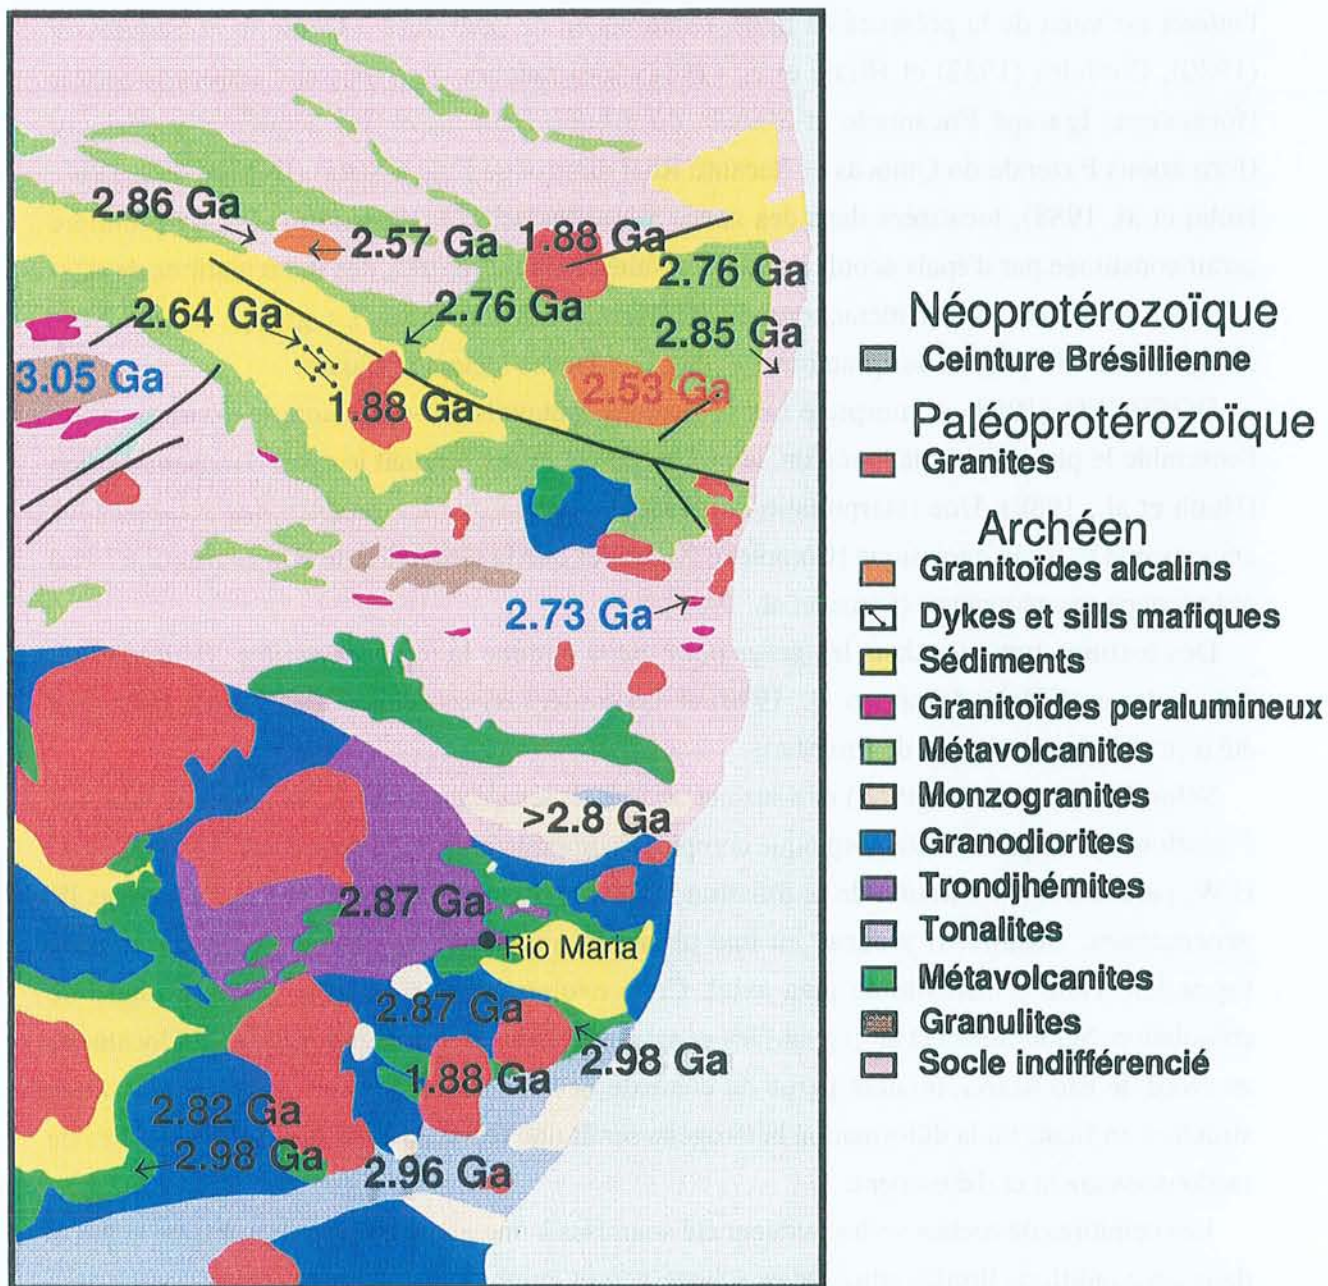 2.86 Ga
2.57 Ga
1.88 Ga
2.76 Ga
2.64 Ga
2.76 Ga
2.85 Ga
3.05 Ga
1.88 Ga
2.53 Ga
2.73 Ga
>2.8 Ga
2.87 Ga
Rio Maria
2.87 Ga
2.98 Ga
1.88 Ga
2.82 Ga
2.98 Ga
2.96 Ga
Néoprotérozoïque
Ceinture Brésillienne
Paléoprotérozoïque
Granites
Archéen
Granitoïdes alcalins
Dykes et sills mafiques
Sédiments
Granitoïdes peralumineux
Métavolcanites
Monzogranites
Granodiorites
Trondjhémites
Tonalites
Métavolcanites
Granulites
Socle indifférencié